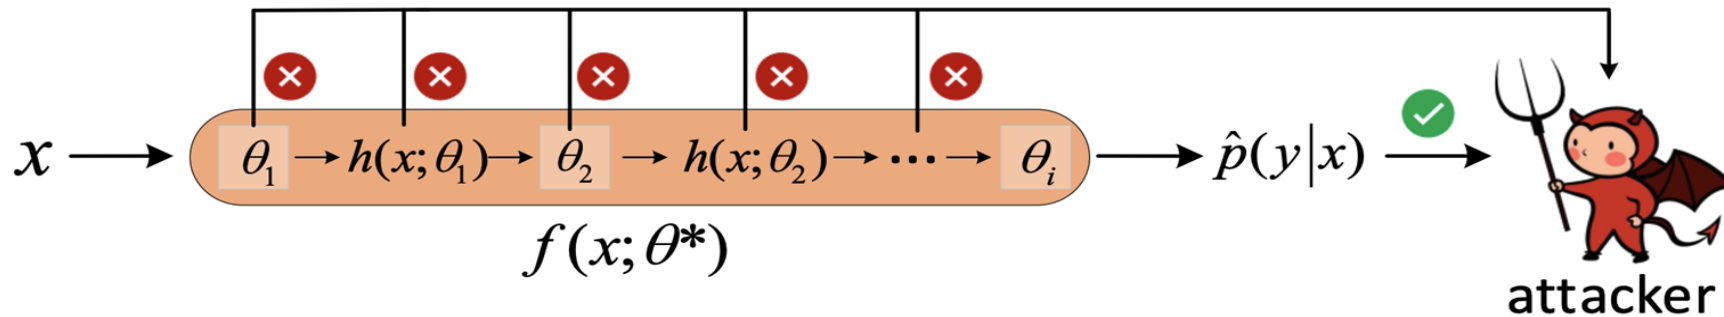 x → θ₁ → h(x;θ₁) → θ₂ → h(x;θ₂) → ... → θᵢ → p̂(y|x) →
f(x;θ*)
attacker